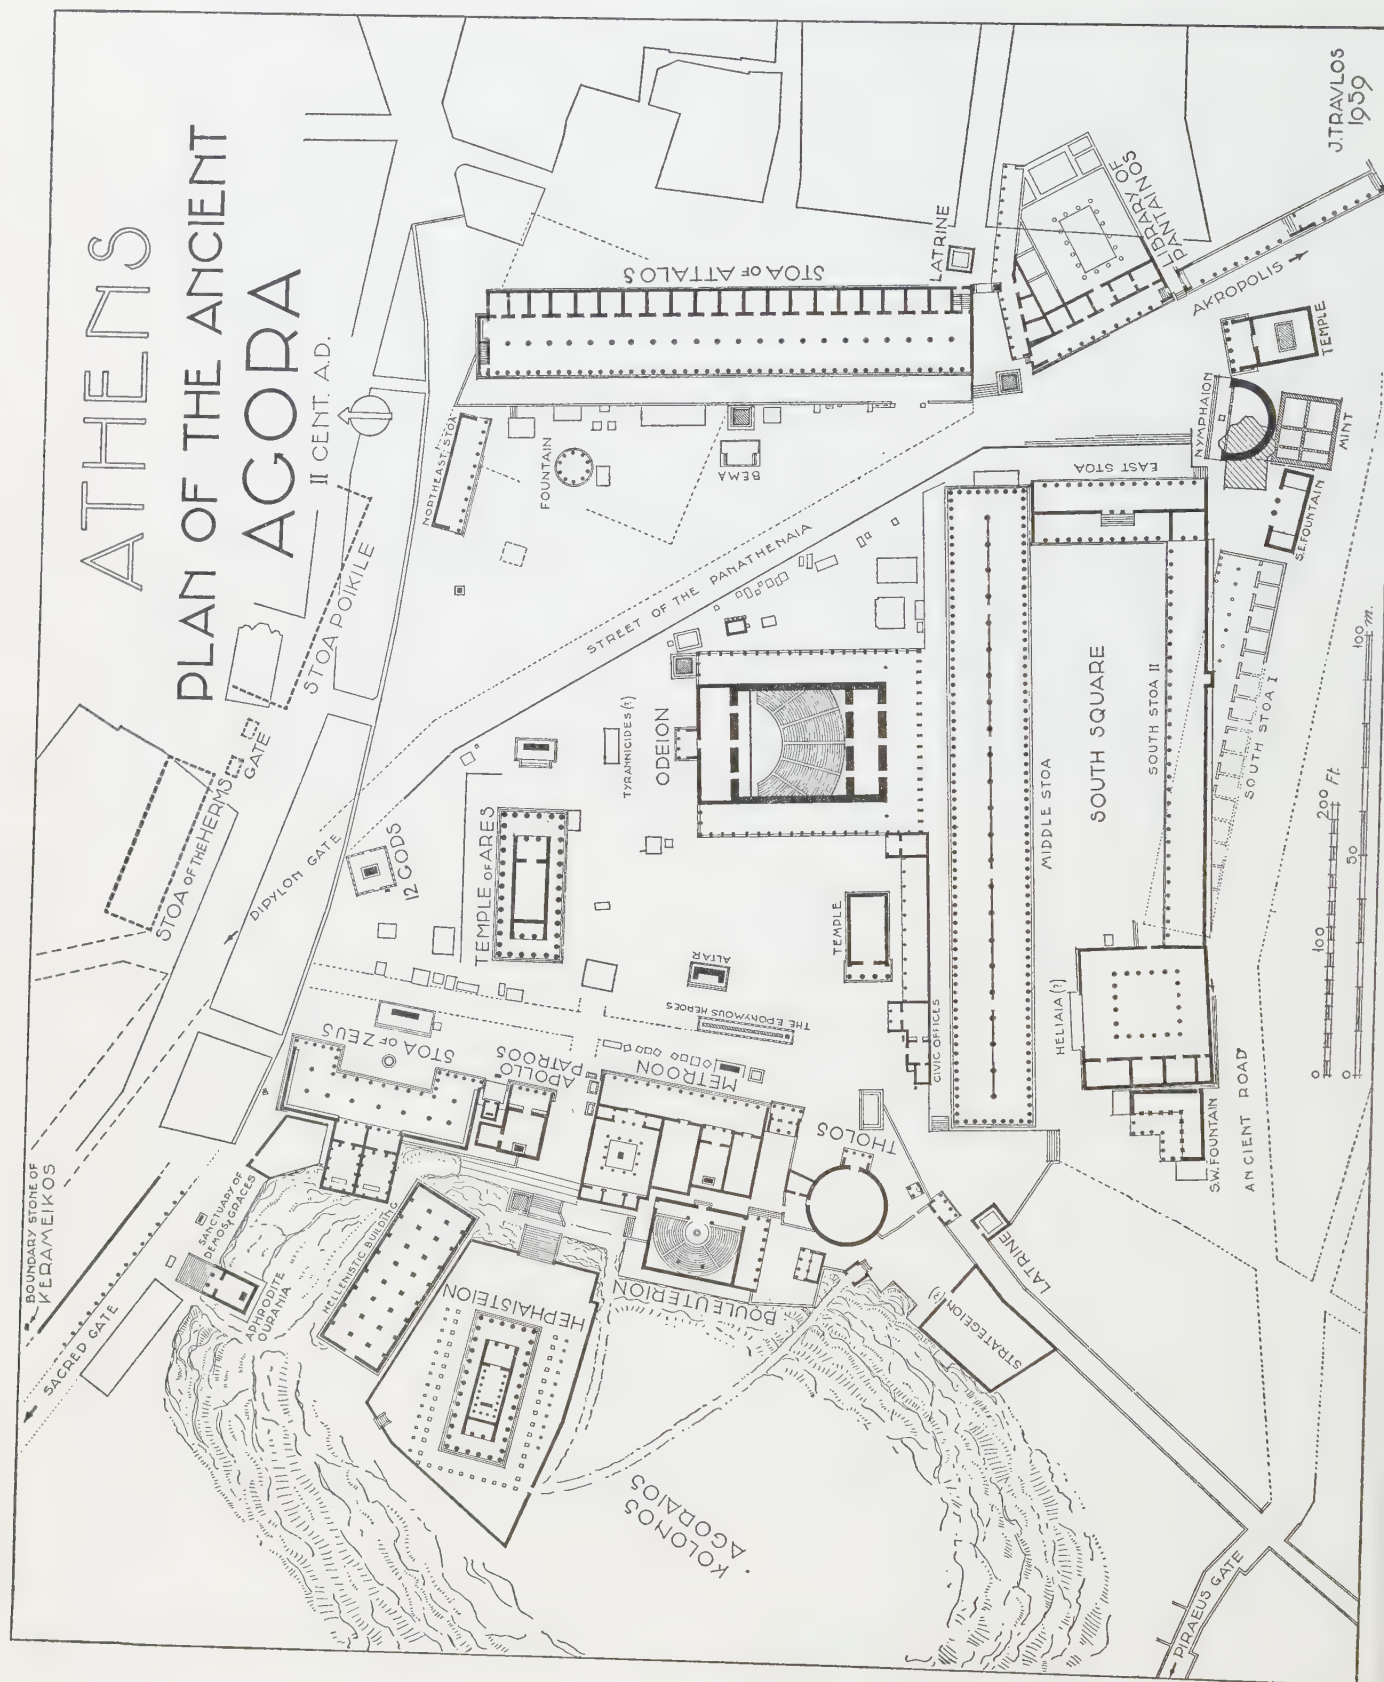 ATHENS
PLAN OF THE ANCIENT
AGORA
II CENT. A.D.
BOUNDARY STONE OF
KERAMEIKOS
SACRED GATE
SANCTUARY OF
DEMOS & GRACES
APHRODITE
OURANIA
HELLENISTIC BUILDING
HEPHAISTEION
KOLONOS
AGORAIOS
STOA OF THE HERMS
GATE
STOA POIKILE
DIPYLON GATE
12 GODS
STOA OF ZEUS
APOLLO
PATROOS
METROON
BOULEUTERION
THOLOS
STRATEGEION (?)
LATRINE
PIRAEUS GATE
TEMPLE OF ARES
TYRANNICIDES (?)
ALTAR
THE EPONYMOUS HEROES
ODEION
TEMPLE
CIVIC OFFICES
STREET OF THE PANATHENAIA
NORTHEAST STOA
FOUNTAIN
BEMA
STOA OF ATTALOS
LATRINE
LIBRARY OF
PANTAINOS
AKROPOLIS
MIDDLE STOA
SOUTH SQUARE
EAST STOA
SOUTH STOA II
SOUTH STOA I
HELIAIA (?)
S.W. FOUNTAIN
ANCIENT ROAD
NYMPHAION
TEMPLE
MINT
S.E. FOUNTAIN
0 100 200 Ft.
0 50 100 m.
J. TRAVLOS
1959